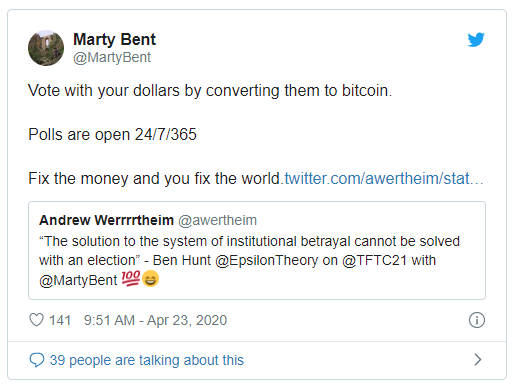 Marty Bent
@MartyBent
Vote with your dollars by converting them to bitcoin.
Polls are open 24/7/365
Fix the money and you fix the world.twitter.com/awertheim/stat…
Andrew Werrrrtheim @awertheim
“The solution to the system of institutional betrayal cannot be solved
with an election” - Ben Hunt @EpsilonTheory on @TFTC21 with
@MartyBent 💯😄
141 9:51 AM - Apr 23, 2020
39 people are talking about this